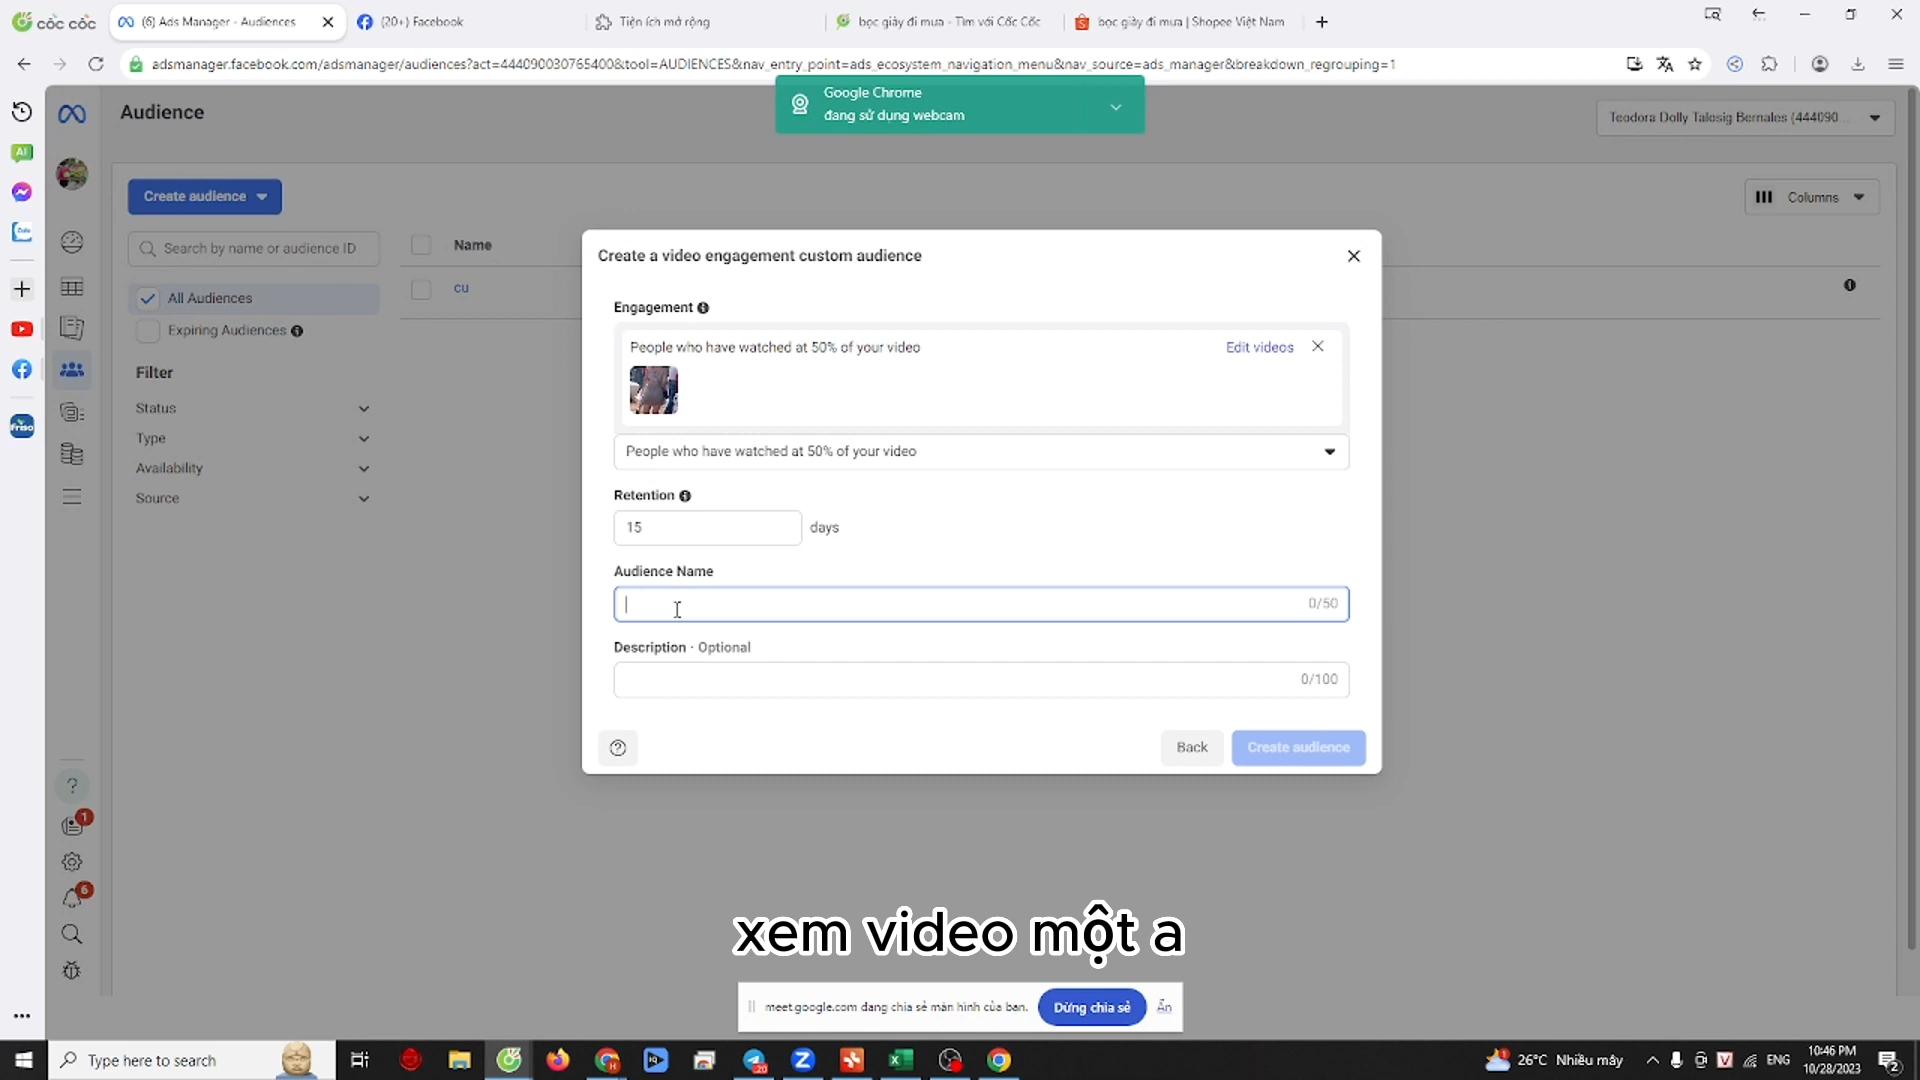 cốc cốc
(6) Ads Manager - Audiences
(20+) Facebook
Tiện ích mở rộng
bọc giày đi mưa - Tìm với Cốc Cốc
bọc giày đi mưa | Shopee Việt Nam
adsmanager.facebook.com/adsmanager/audiences?act=444090030765400&tool=AUDIENCES&nav_entry_point=ads_ecosystem_navigation_menu&nav_source=ads_manager&breakdown_regrouping=1
Google Chrome
đang sử dụng webcam
Audience
Teodora Dolly Talosig Bernales (444090...
Create audience
Columns
Search by name or audience ID
Name
All Audiences
cu
Expiring Audiences
Filter
Status
Type
Availability
Source
AI
Zalo
Friso
1
6
Create a video engagement custom audience
Engagement
People who have watched at 50% of your video
Edit videos
People who have watched at 50% of your video
Retention
15
days
Audience Name
0/50
Description · Optional
0/100
Back
Create audience
xem video một a
meet.google.com đang chia sẻ màn hình của bạn.
Dừng chia sẻ
Ẩn
Type here to search
20
26°C Nhiều mây
ENG
10:46 PM
10/28/2023
2